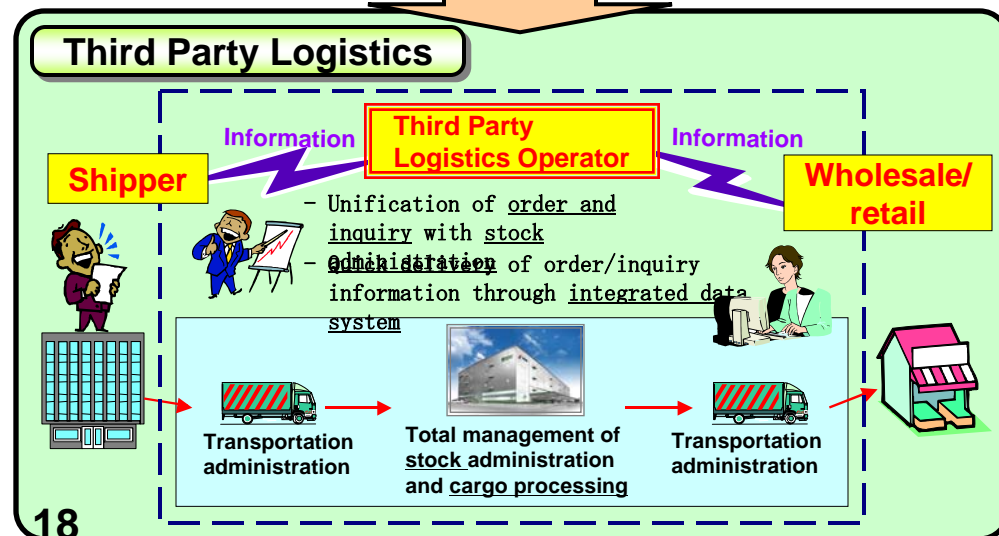 Third Party Logistics
Information
Third Party
Logistics Operator
Information
Shipper
Wholesale/
retail
– Unification of order and
inquiry with stock
administration
– Quick delivery of order/inquiry
information through integrated data
system
Transportation
administration
Total management of
stock administration
and cargo processing
Transportation
administration
18